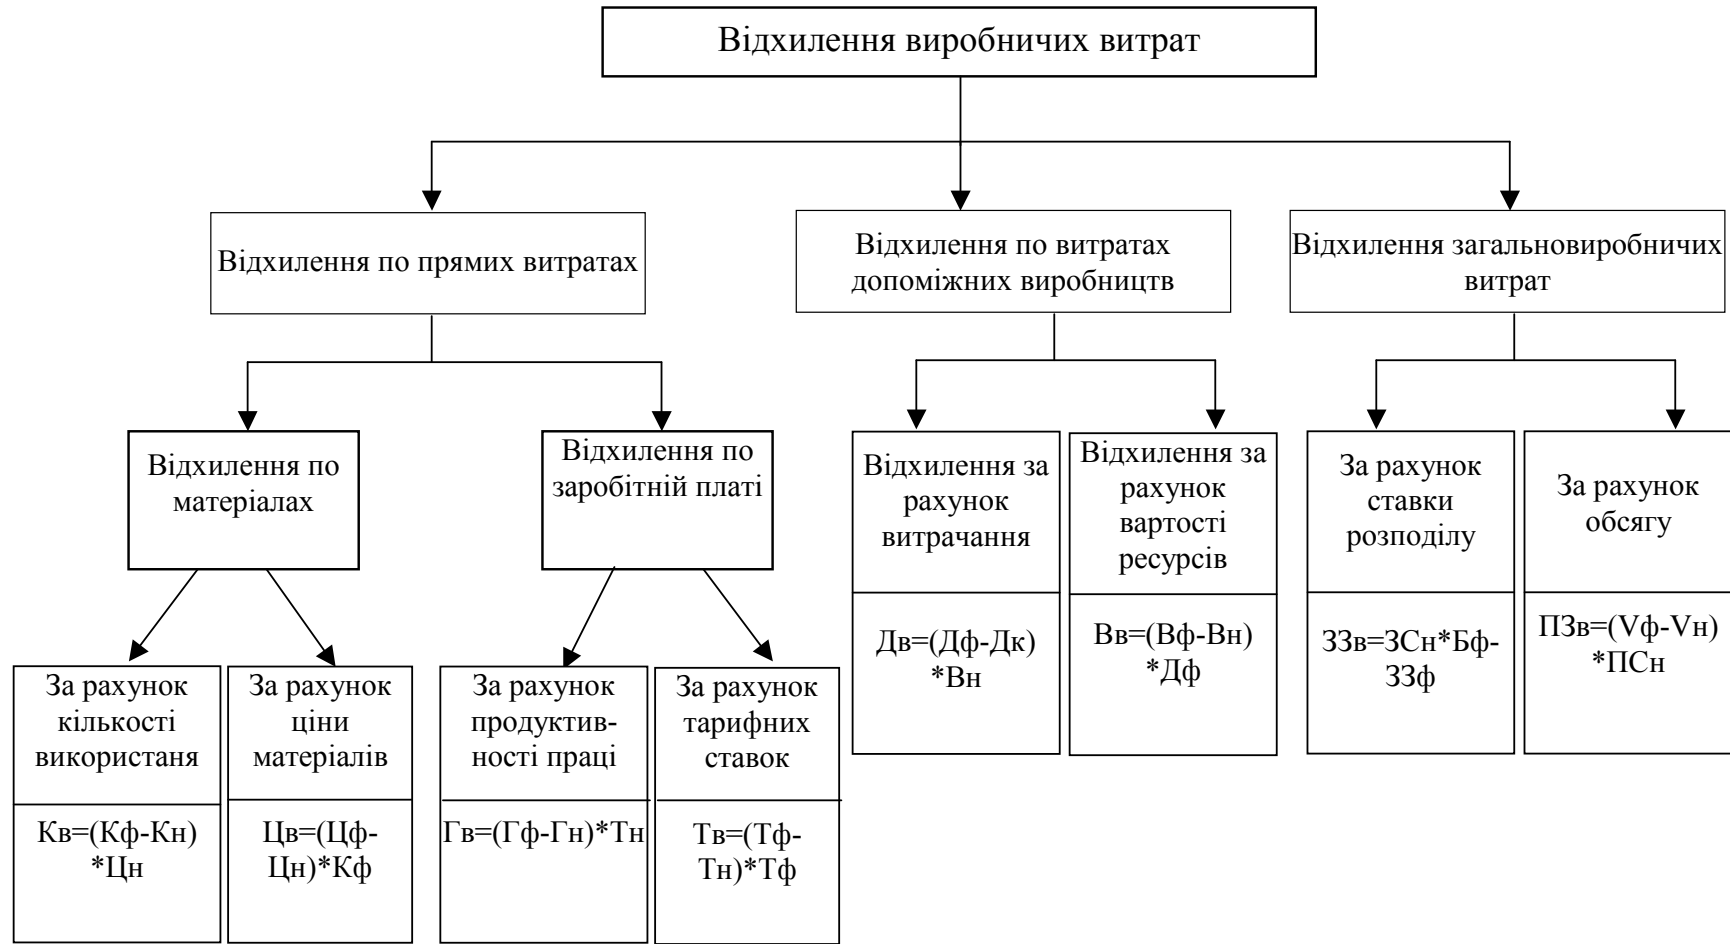 Відхилення виробничих витрат
Відхилення по прямих витратах
Відхилення по витратах
допоміжних виробництв
Відхилення загальновиробничих
витрат
Відхилення по
матеріалах
Відхилення по
заробітній платі
Відхилення за
рахунок
витрачання
Дв=(Дф-Дк)
*Вн
Відхилення за
рахунок
вартості
ресурсів
Вв=(Вф-Вн)
*Дф
За рахунок
ставки
розподілу
ЗЗв=ЗСн*Бф-
ЗЗф
За рахунок
обсягу
ПЗв=(Vф-Vн)
*ПСн
За рахунок
кількості
використаня
Кв=(Кф-Кн)
*Цн
За рахунок
ціни
матеріалів
Цв=(Цф-
Цн)*Кф
За рахунок
продуктив-
ності праці
Гв=(Гф-Гн)*Тн
За рахунок
тарифних
ставок
Тв=(Тф-
Тн)*Тф